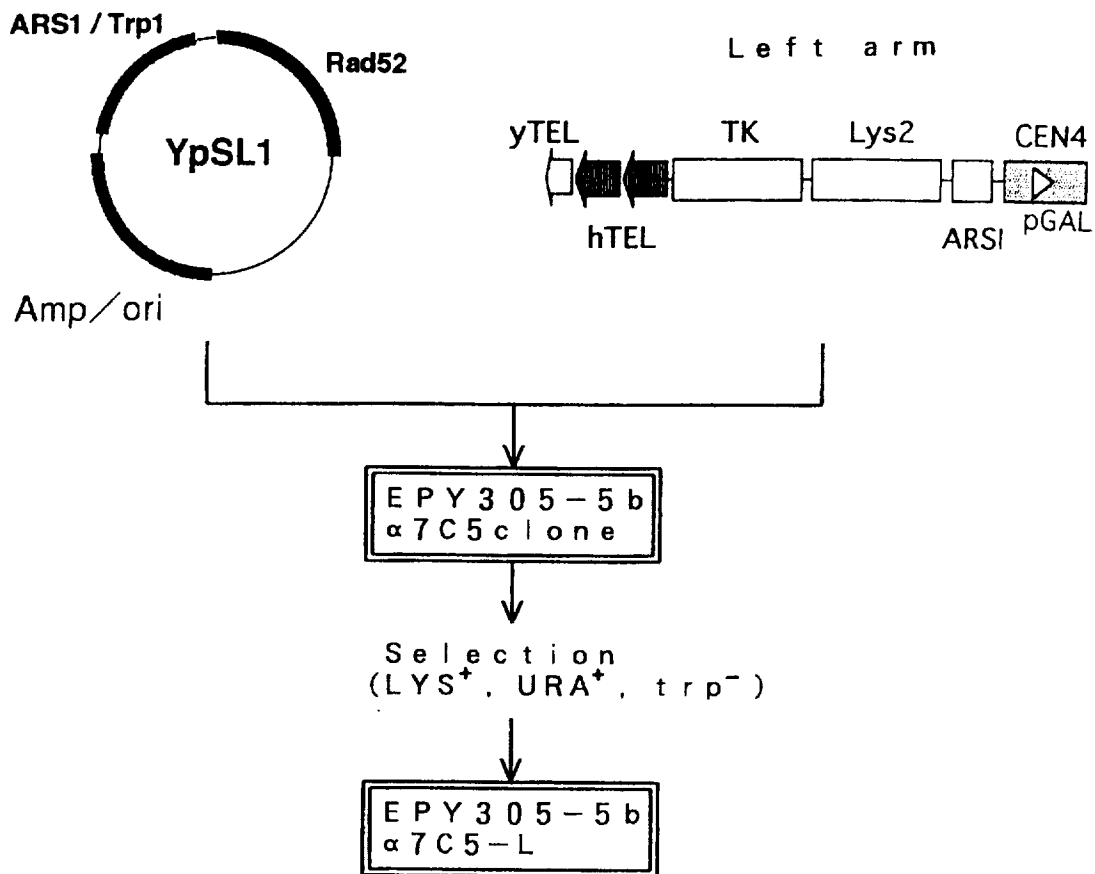 ARS1 / Trp1
Rad52
YpSL1
Amp/ori
Left arm
yTEL
TK
Lys2
CEN4
hTEL
ARSI
pGAL
EPY305-5b
α7C5clone
Selection
(LYS⁺, URA⁺, trp⁻)
EPY305-5b
α7C5-L